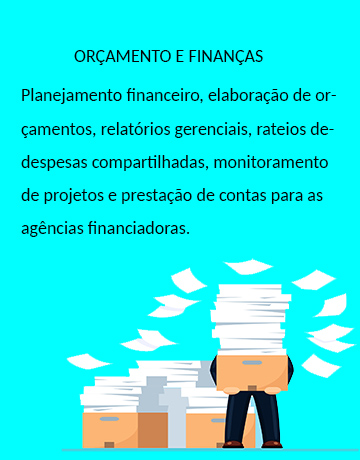 ORÇAMENTO E FINANÇAS
Planejamento financeiro, elaboração de or-
çamentos, relatórios gerenciais, rateios de-
despesas compartilhadas, monitoramento
de projetos e prestação de contas para as
agências financiadoras.